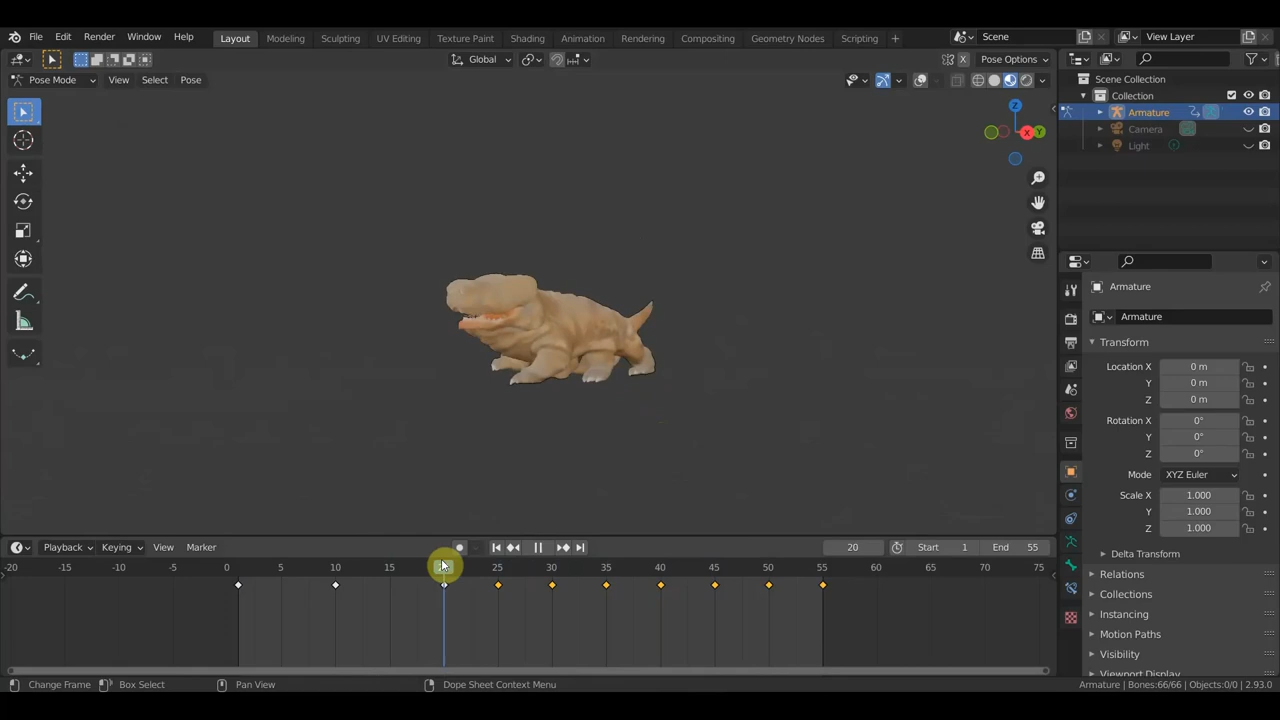 File Edit Render Window Help Layout Modeling Sculpting UV Editing Texture Paint Shading Animation Rendering Compositing Geometry Nodes Scripting + Scene View Layer
Global X Pose Options
Pose Mode View Select Pose
Scene Collection
Collection
Armature
Camera
Light
Z
X Y
Armature
Armature
Transform
Location X 0 m
Y 0 m
Z 0 m
Rotation X 0°
Y 0°
Z 0°
Mode XYZ Euler
Scale X 1.000
Y 1.000
Z 1.000
Delta Transform
Relations
Collections
Instancing
Motion Paths
Visibility
Viewport Display
Playback Keying View Marker 20 Start 1 End 55
-20 -15 -10 -5 0 5 10 15 25 30 35 40 45 50 55 60 65 70 75
Change Frame Box Select Pan View Dope Sheet Context Menu Armature | Bones:66/66 | Objects:0/0 | 2.93.0